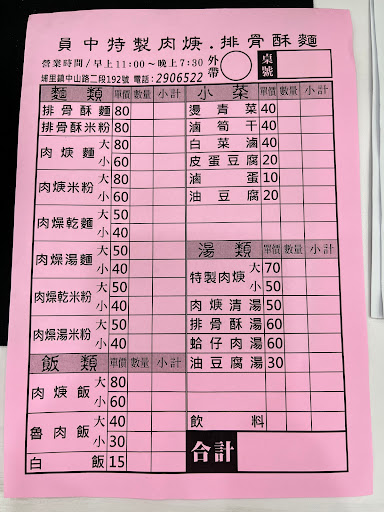 員中特製肉焿.排骨酥麵
營業時間/早上11:00~晚上7:30 外帶 桌號
埔里鎮中山路二段192號 電話:2906522
麵類 單價 數量 小計
排骨酥麵 80
排骨酥米粉 80
肉焿麵 大 80
小 60
肉焿米粉 大 80
小 60
肉燥乾麵 大 50
小 40
肉燥湯麵 大 50
小 40
肉燥乾米粉 大 50
小 40
肉燥湯米粉 大 50
小 40
飯類 單價 數量 小計
肉焿飯 大 80
小 60
魯肉飯 大 40
小 30
白飯 15
小菜 單價 數量 小計
燙青菜 40
滷筍干 40
白菜滷 40
皮蛋豆腐 20
滷蛋 10
油豆腐 20
湯類 單價 數量 小計
特製肉焿 大 70
小 50
肉焿清湯 50
排骨酥湯 60
蛤仔肉湯 60
油豆腐湯 30
飲料
合計